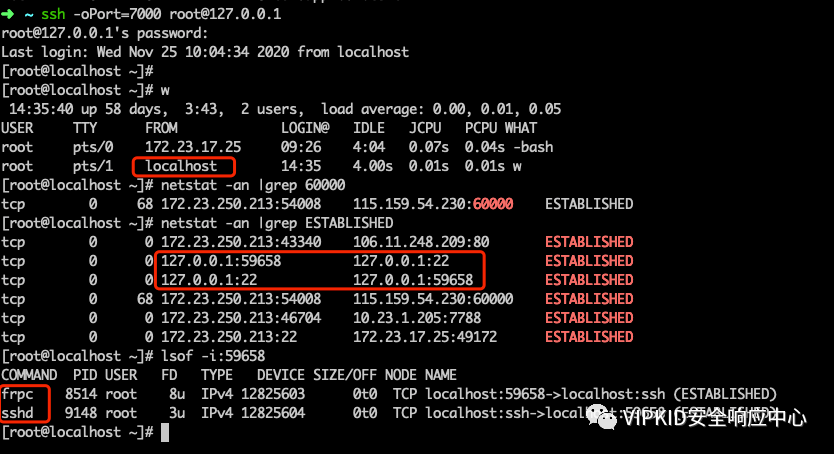 ➜ ~ ssh -oPort=7000 root@127.0.0.1
root@127.0.0.1's password:
Last login: Wed Nov 25 10:04:34 2020 from localhost
[root@localhost ~]#
[root@localhost ~]# w
14:35:40 up 58 days, 3:43, 2 users, load average: 0.00, 0.01, 0.05
USER TTY FROM LOGIN@ IDLE JCPU PCPU WHAT
root pts/0 172.23.17.25 09:26 4:04 0.07s 0.04s -bash
root pts/1 localhost 14:35 4.00s 0.01s 0.01s w
[root@localhost ~]# netstat -an |grep 60000
tcp 0 68 172.23.250.213:54008 115.159.54.230:60000 ESTABLISHED
[root@localhost ~]# netstat -an |grep ESTABLISHED
tcp 0 0 172.23.250.213:43340 106.11.248.209:80 ESTABLISHED
tcp 0 0 127.0.0.1:59658 127.0.0.1:22 ESTABLISHED
tcp 0 0 127.0.0.1:22 127.0.0.1:59658 ESTABLISHED
tcp 0 68 172.23.250.213:54008 115.159.54.230:60000 ESTABLISHED
tcp 0 0 172.23.250.213:46704 10.23.1.205:7788 ESTABLISHED
tcp 0 0 172.23.250.213:22 172.23.17.25:49172 ESTABLISHED
[root@localhost ~]# lsof -i:59658
COMMAND PID USER FD TYPE DEVICE SIZE/OFF NODE NAME
frpc 8514 root 8u IPv4 12825603 0t0 TCP localhost:59658->localhost:ssh (ESTABLISHED)
sshd 9148 root 3u IPv4 12825604 0t0 TCP localhost:ssh->localhost:59658 (ESTABLISHED)
[root@localhost ~]#
VIPKID安全响应中心